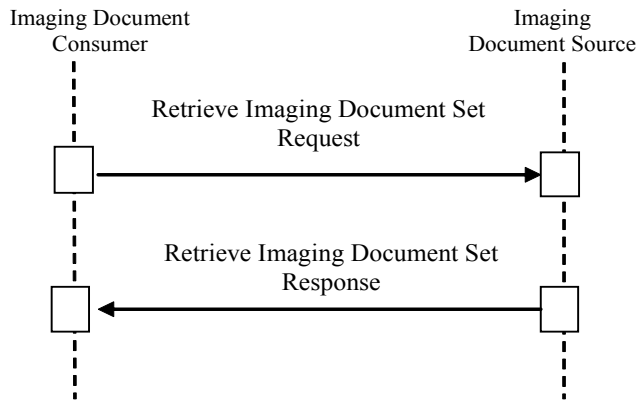 Imaging Document
Consumer
Imaging
Document Source
Retrieve Imaging Document Set
Request
Retrieve Imaging Document Set
Response